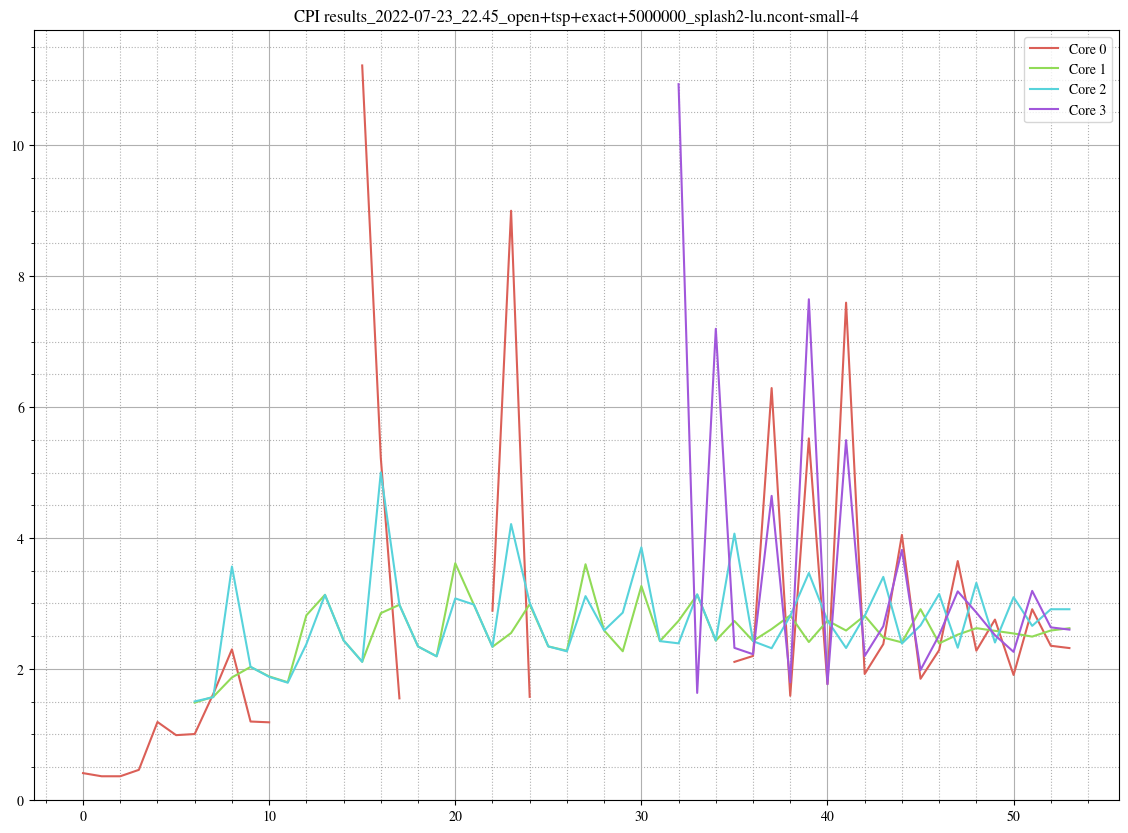 CPI results_2022-07-23_22.45_open+tsp+exact+5000000_splash2-lu.ncont-small-4
Core 0
Core 1
Core 2
Core 3
10
8
6
4
2
0
0 10 20 30 40 50